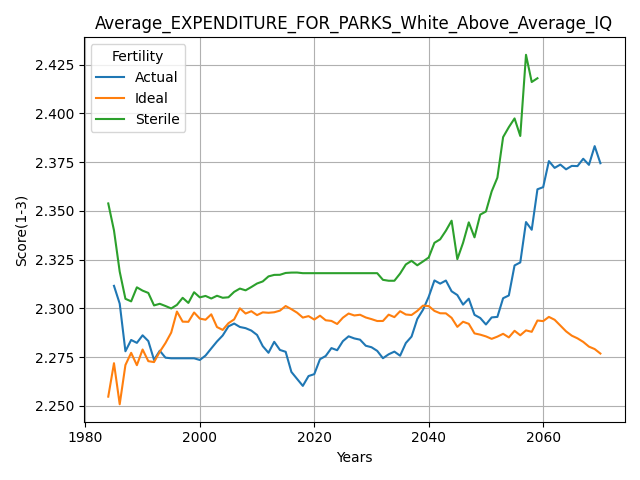 Average_EXPENDITURE_FOR_PARKS_White_Above_Average_IQ
Fertility
Actual
Ideal
Sterile
2.425
2.400
2.375
2.350
2.325
2.300
2.275
2.250
Score(1-3)
1980
2000
2020
2040
2060
Years